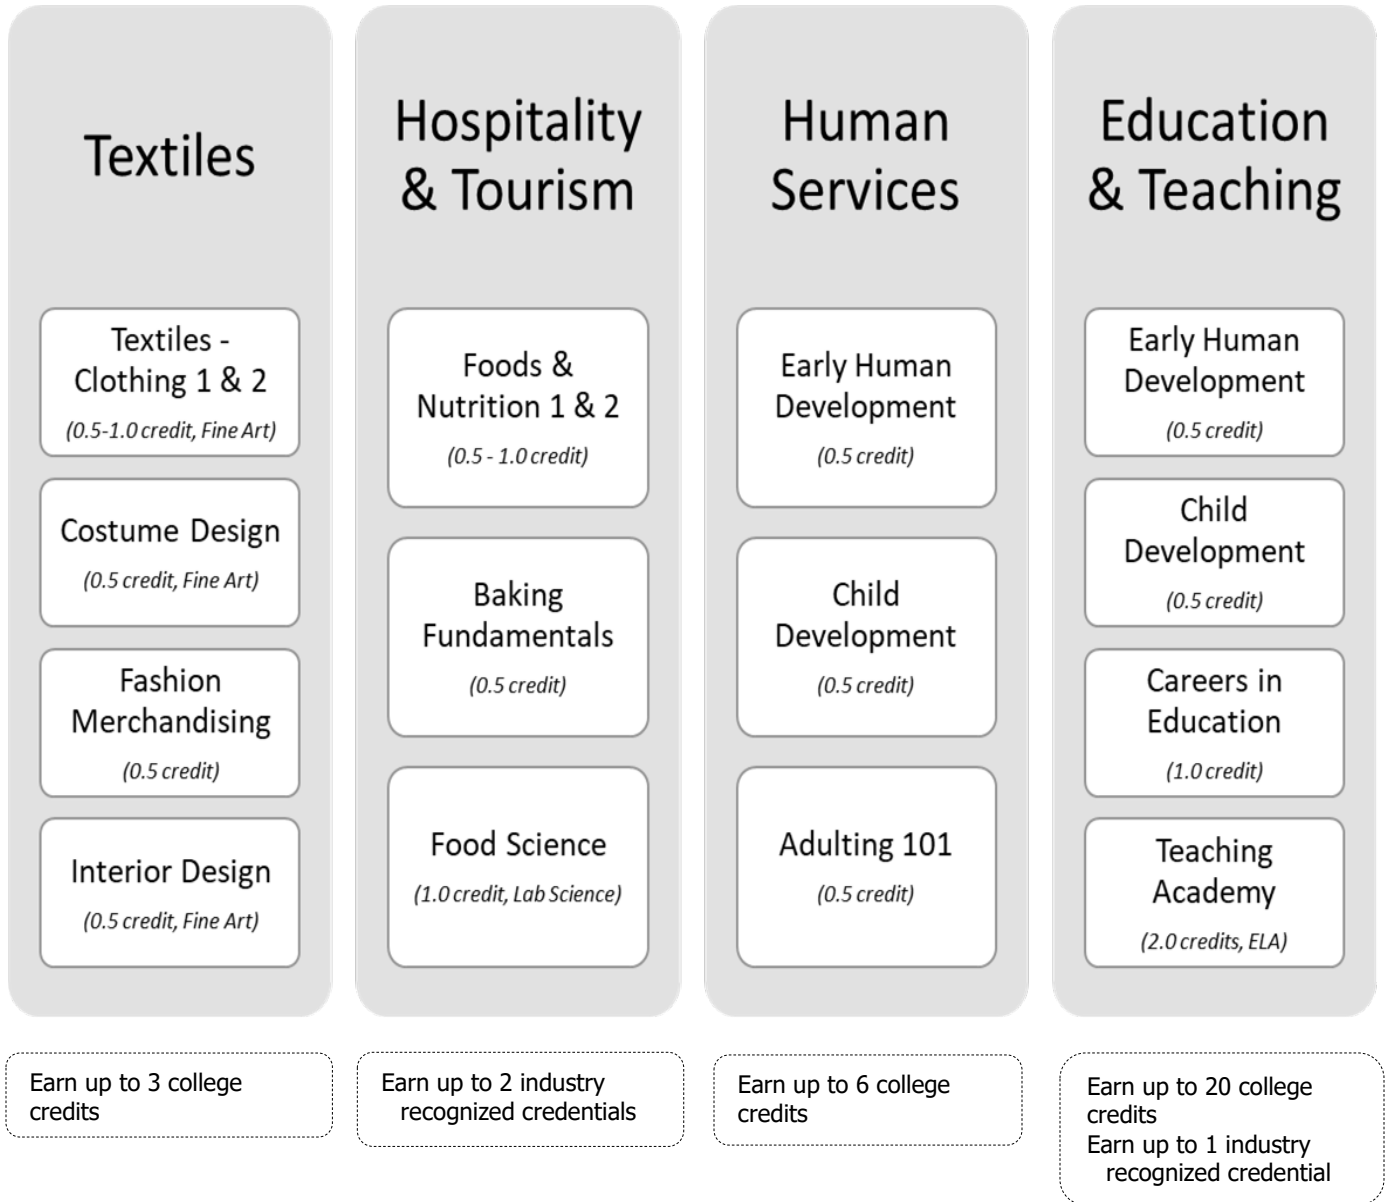 Textiles
Textiles -
Clothing 1 & 2
(0.5-1.0 credit, Fine Art)
Costume Design
(0.5 credit, Fine Art)
Fashion
Merchandising
(0.5 credit)
Interior Design
(0.5 credit, Fine Art)
Earn up to 3 college
credits
Hospitality
& Tourism
Foods &
Nutrition 1 & 2
(0.5 - 1.0 credit)
Baking
Fundamentals
(0.5 credit)
Food Science
(1.0 credit, Lab Science)
Earn up to 2 industry
recognized credentials
Human
Services
Early Human
Development
(0.5 credit)
Child
Development
(0.5 credit)
Adulting 101
(0.5 credit)
Earn up to 6 college
credits
Education
& Teaching
Early Human
Development
(0.5 credit)
Child
Development
(0.5 credit)
Careers in
Education
(1.0 credit)
Teaching
Academy
(2.0 credits, ELA)
Earn up to 20 college
credits
Earn up to 1 industry
recognized credential